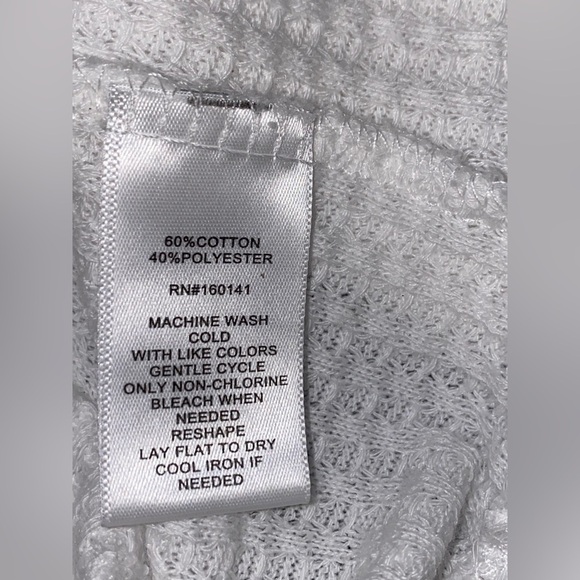 60%COTTON
40%POLYESTER
RN#160141
MACHINE WASH
COLD
WITH LIKE COLORS
GENTLE CYCLE
ONLY NON-CHLORINE
BLEACH WHEN
NEEDED
RESHAPE
LAY FLAT TO DRY
COOL IRON IF
NEEDED